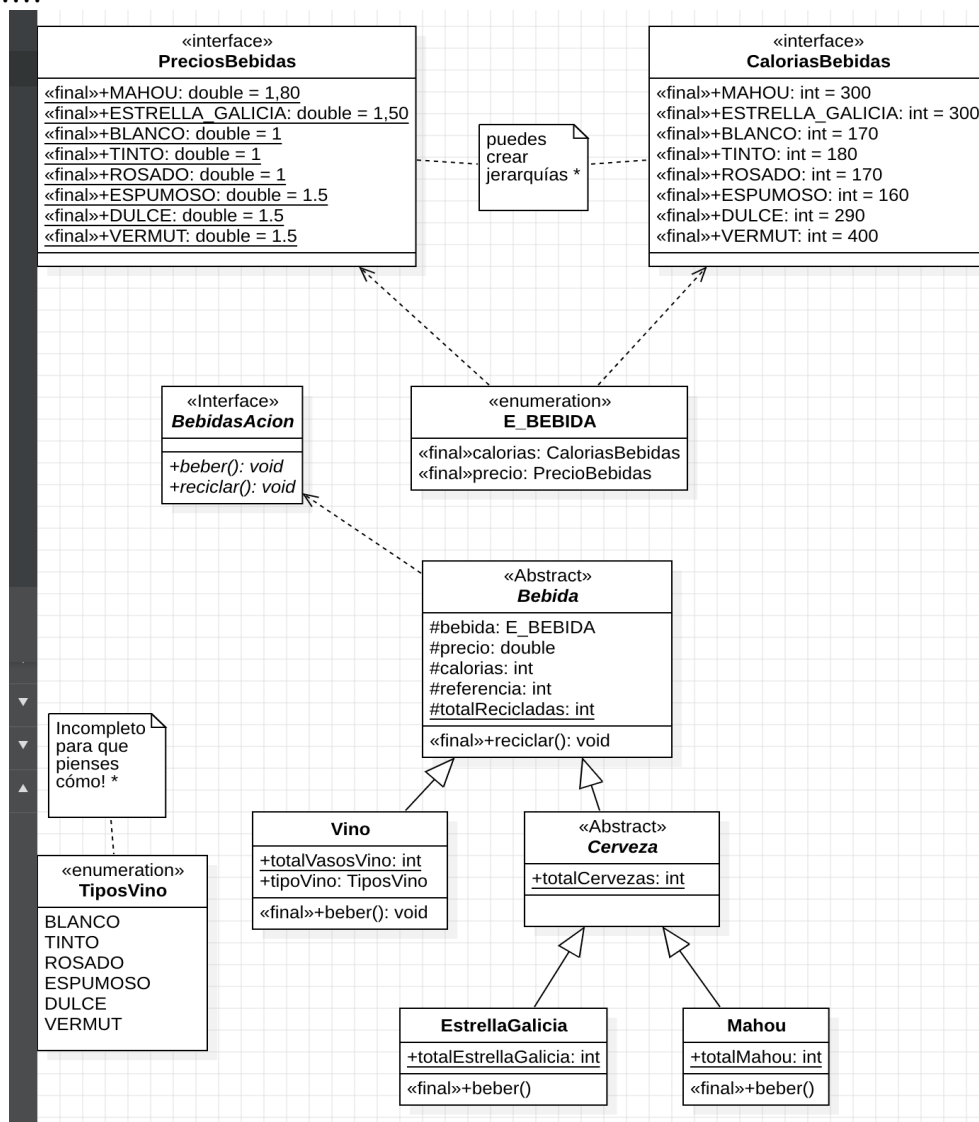 «interface»
PreciosBebidas
«final»+MAHOU: double = 1,80
«final»+ESTRELLA_GALICIA: double = 1,50
«final»+BLANCO: double = 1
«final»+TINTO: double = 1
«final»+ROSADO: double = 1
«final»+ESPUMOSO: double = 1.5
«final»+DULCE: double = 1.5
«final»+VERMUT: double = 1.5
puedes
crear
jerarquías *
«interface»
CaloriasBebidas
«final»+MAHOU: int = 300
«final»+ESTRELLA_GALICIA: int = 300
«final»+BLANCO: int = 170
«final»+TINTO: int = 180
«final»+ROSADO: int = 170
«final»+ESPUMOSO: int = 160
«final»+DULCE: int = 290
«final»+VERMUT: int = 400
«Interface»
BebidasAcion
+beber(): void
+reciclar(): void
«enumeration»
E_BEBIDA
«final»calorias: CaloriasBebidas
«final»precio: PrecioBebidas
«Abstract»
Bebida
#bebida: E_BEBIDA
#precio: double
#calorias: int
#referencia: int
#totalRecicladas: int
«final»+reciclar(): void
Incompleto
para que
pienses
cómo! *
«enumeration»
TiposVino
BLANCO
TINTO
ROSADO
ESPUMOSO
DULCE
VERMUT
Vino
+totalVasosVino: int
+tipoVino: TiposVino
«final»+beber(): void
«Abstract»
Cerveza
+totalCervezas: int
EstrellaGalicia
+totalEstrellaGalicia: int
«final»+beber()
Mahou
+totalMahou: int
«final»+beber()